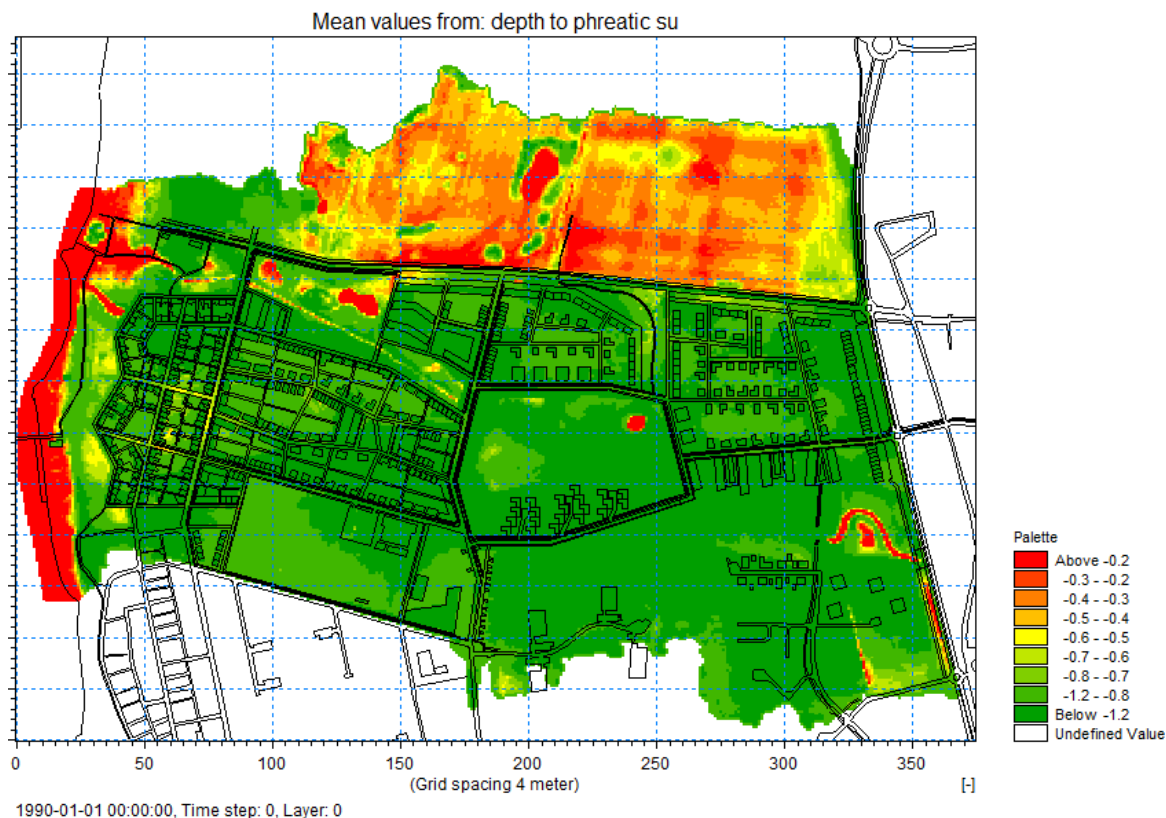 Mean values from: depth to phreatic su
Palette
Above -0.2
-0.3 - -0.2
-0.4 - -0.3
-0.5 - -0.4
-0.6 - -0.5
-0.7 - -0.6
-0.8 - -0.7
-1.2 - -0.8
Below -1.2
Undefined Value
0 50 100 150 200 250 300 350
(Grid spacing 4 meter) [-]
1990-01-01 00:00:00, Time step: 0, Layer: 0